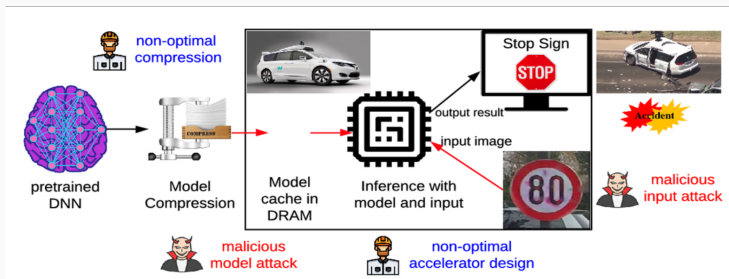 non-optimal
compression
Stop Sign
STOP
output result
Accident
COMPRESS
input image
80
pretrained
DNN
Model
Compression
Model
cache in
DRAM
Inference with
model and input
malicious
input attack
malicious
model attack
non-optimal
accelerator design